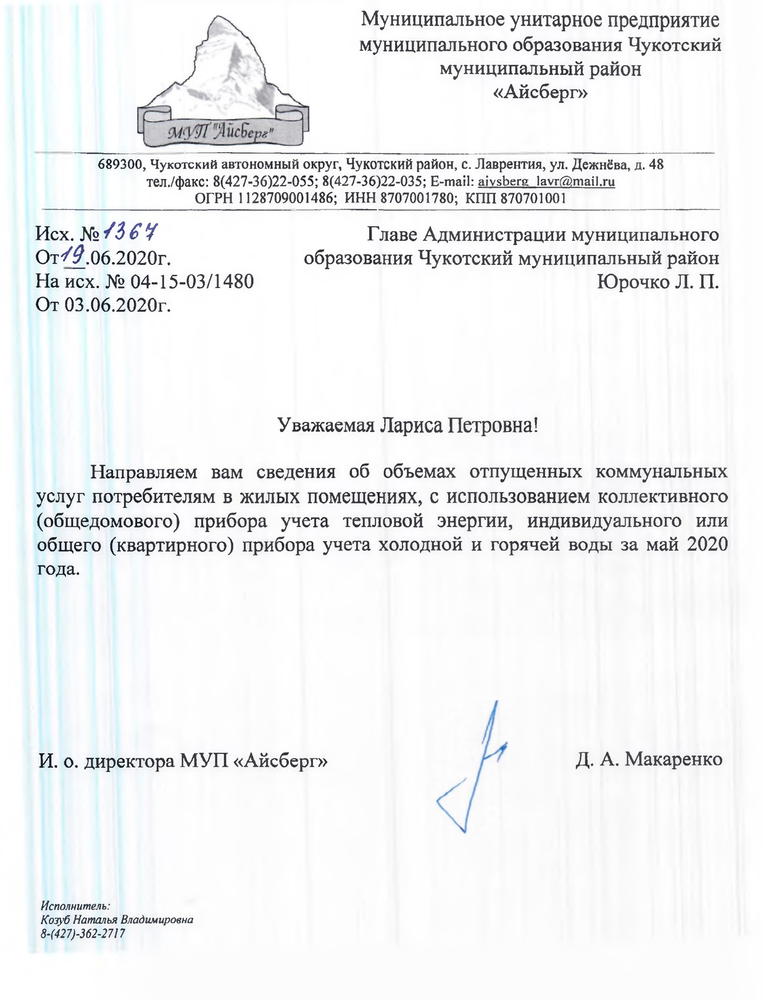 Муниципальное унитарное предприятие
муниципального образования Чукотский
муниципальный район
«Айсберг»
МУП "Айсберг"
689300, Чукотский автономный округ, Чукотский район, с. Лаврентия, ул. Дежнёва, д. 48
тел./факс: 8(427-36)22-055; 8(427-36)22-035; E-mail: aiysberg_lavr@mail.ru
ОГРН 1128709001486; ИНН 8707001780; КПП 870701001
Исх. № 1367
От 19.06.2020г.
На исх. № 04-15-03/1480
От 03.06.2020г.
Главе Администрации муниципального
образования Чукотский муниципальный район
Юрочко Л. П.
Уважаемая Лариса Петровна!
Направляем вам сведения об объемах отпущенных коммунальных
услуг потребителям в жилых помещениях, с использованием коллективного
(общедомового) прибора учета тепловой энергии, индивидуального или
общего (квартирного) прибора учета холодной и горячей воды за май 2020
года.
И. о. директора МУП «Айсберг»
Д. А. Макаренко
Исполнитель:
Козуб Наталья Владимировна
8-(427)-362-2717